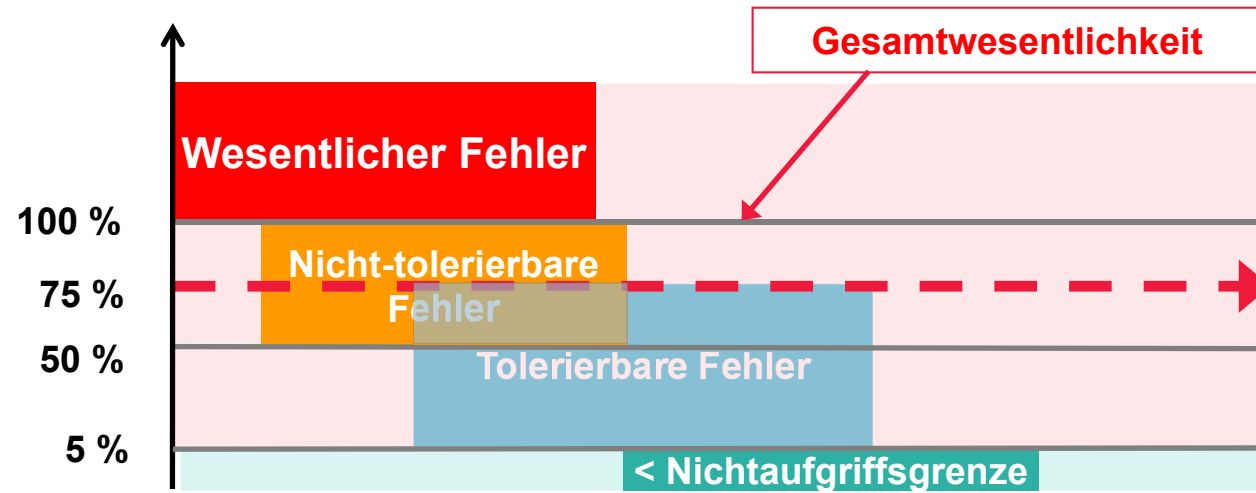 Gesamtwesentlichkeit
Wesentlicher Fehler
100 %
Nicht-tolerierbare
Fehler
75 %
50 %
Tolerierbare Fehler
5 %
< Nichtaufgriffsgrenze